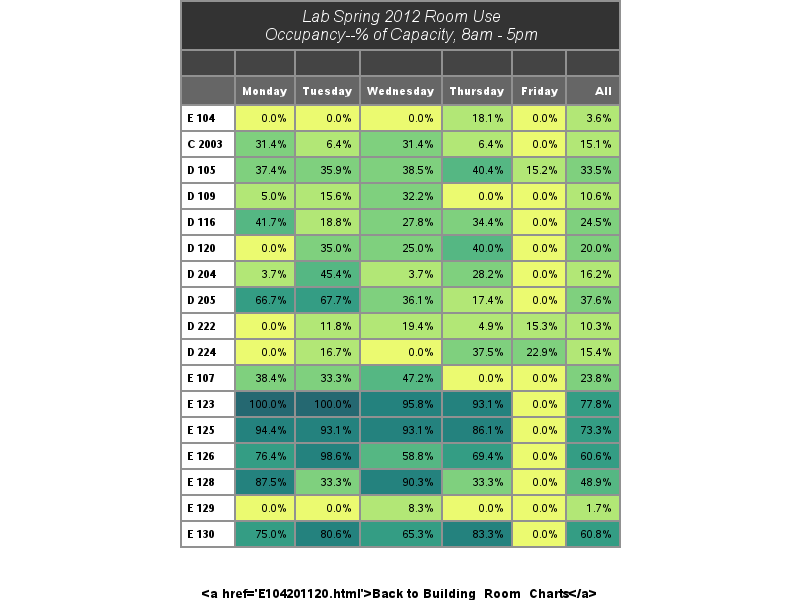 Lab Spring 2012 Room Use
Occupancy--% of Capacity, 8am - 5pm
Monday Tuesday Wednesday Thursday Friday All
E 104 0.0% 0.0% 0.0% 18.1% 0.0% 3.6%
C 2003 31.4% 6.4% 31.4% 6.4% 0.0% 15.1%
D 105 37.4% 35.9% 38.5% 40.4% 15.2% 33.5%
D 109 5.0% 15.6% 32.2% 0.0% 0.0% 10.6%
D 116 41.7% 18.8% 27.8% 34.4% 0.0% 24.5%
D 120 0.0% 35.0% 25.0% 40.0% 0.0% 20.0%
D 204 3.7% 45.4% 3.7% 28.2% 0.0% 16.2%
D 205 66.7% 67.7% 36.1% 17.4% 0.0% 37.6%
D 222 0.0% 11.8% 19.4% 4.9% 15.3% 10.3%
D 224 0.0% 16.7% 0.0% 37.5% 22.9% 15.4%
E 107 38.4% 33.3% 47.2% 0.0% 0.0% 23.8%
E 123 100.0% 100.0% 95.8% 93.1% 0.0% 77.8%
E 125 94.4% 93.1% 93.1% 86.1% 0.0% 73.3%
E 126 76.4% 98.6% 58.8% 69.4% 0.0% 60.6%
E 128 87.5% 33.3% 90.3% 33.3% 0.0% 48.9%
E 129 0.0% 0.0% 8.3% 0.0% 0.0% 1.7%
E 130 75.0% 80.6% 65.3% 83.3% 0.0% 60.8%
<a href='E104201120.html'>Back to Building_Room_Charts</a>